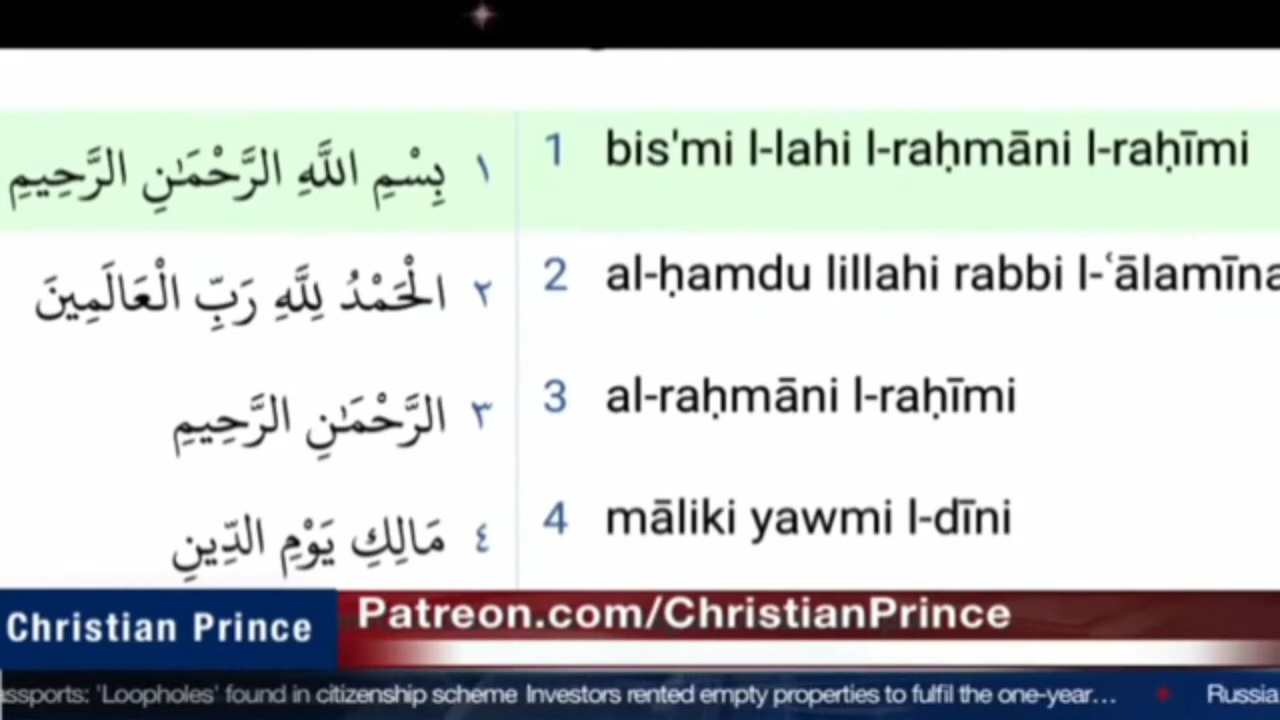 بِسْمِ اللَّهِ الرَّحْمَٰنِ الرَّحِيمِ ١
1 bis'mi l-lahi l-raḥmāni l-raḥīmi
الْحَمْدُ لِلَّهِ رَبِّ الْعَالَمِينَ ٢
2 al-ḥamdu lillahi rabbi l-ʿālamīna
الرَّحْمَٰنِ الرَّحِيمِ ٣
3 al-raḥmāni l-raḥīmi
مَالِكِ يَوْمِ الدِّينِ ٤
4 māliki yawmi l-dīni
Christian Prince
Patreon.com/ChristianPrince
ssports: 'Loopholes' found in citizenship scheme Investors rented empty properties to fulfil the one-year... Russia